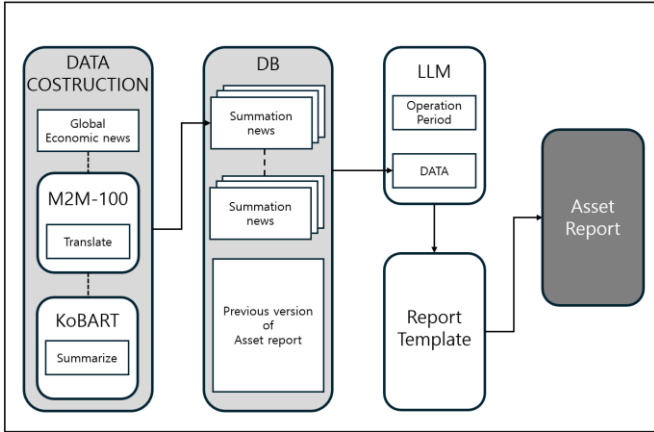 DATA
COSTRUCTION
Global
Economic news
M2M-100
Translate
KoBART
Summarize
DB
Summation
news
Summation
news
Previous version
of
Asset report
LLM
Operation
Period
DATA
Report
Template
Asset
Report